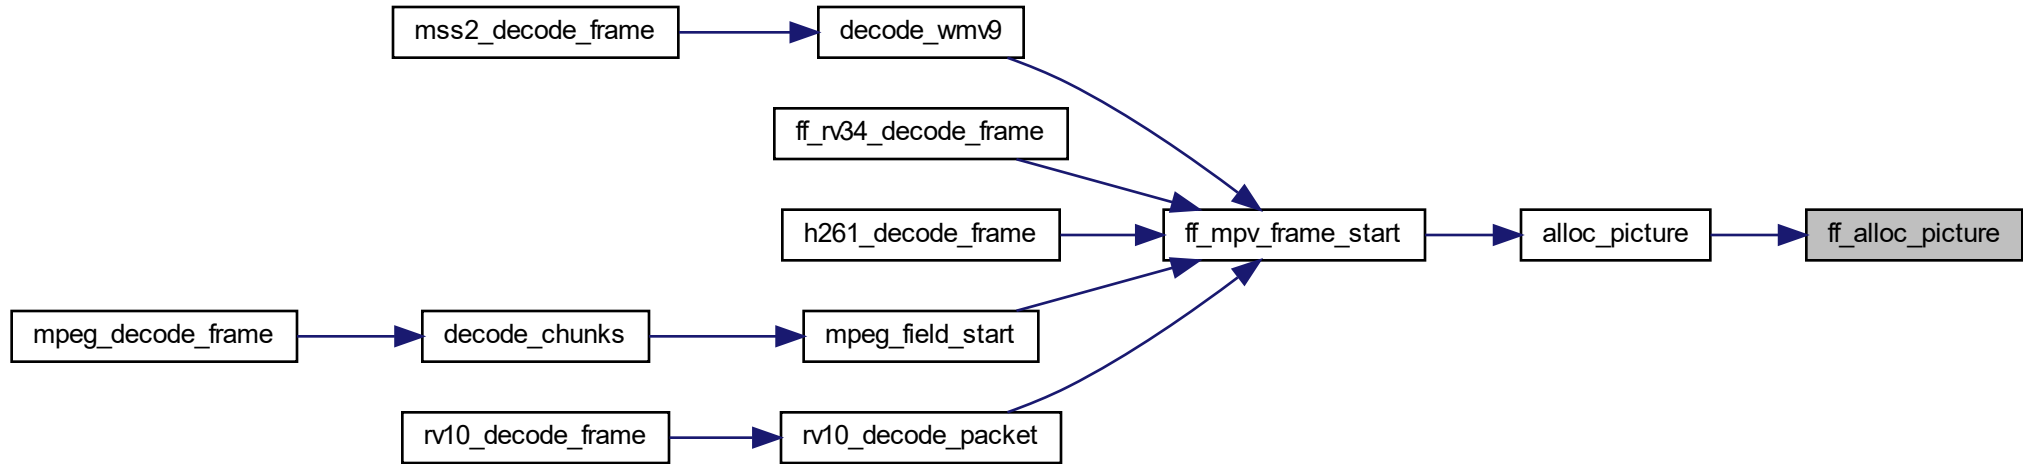 mss2_decode_frame
decode_wmv9
ff_rv34_decode_frame
h261_decode_frame
ff_mpv_frame_start
alloc_picture
ff_alloc_picture
mpeg_decode_frame
decode_chunks
mpeg_field_start
rv10_decode_frame
rv10_decode_packet